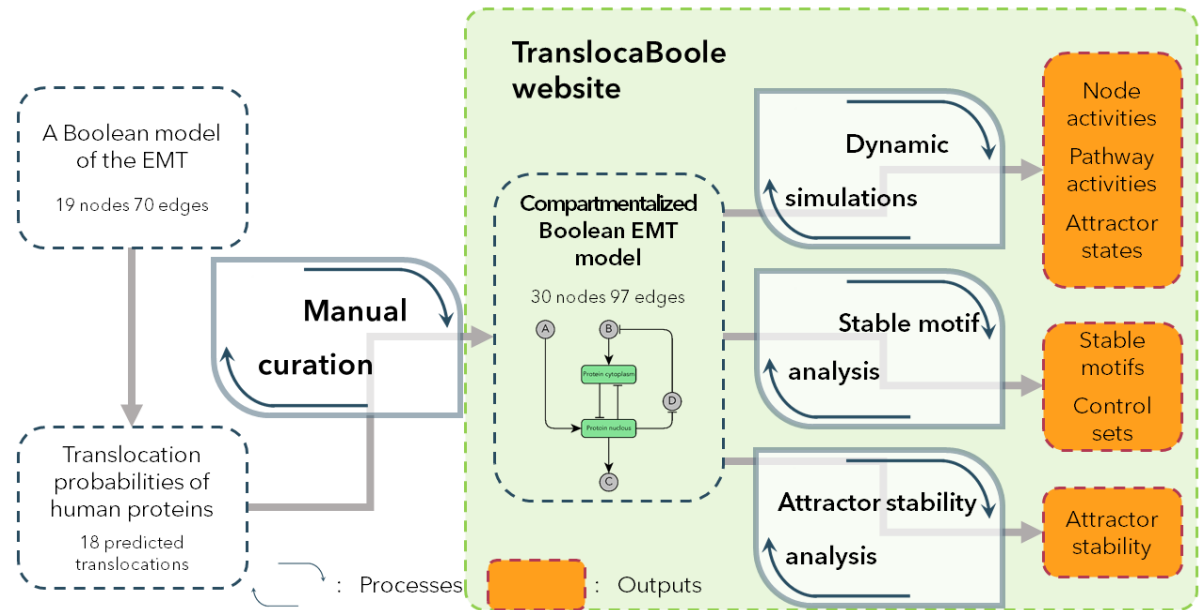 A Boolean model
of the EMT
19 nodes 70 edges
Translocation
probabilities of
human proteins
18 predicted
translocations
Manual
curation
TranslocaBoole
website
Compartmentalized
Boolean EMT
model
30 nodes 97 edges
A
B
Protein cytoplasm
D
Protein nucleus
C
Dynamic
simulations
Stable motif
analysis
Attractor stability
analysis
Node
activities
Pathway
activities
Attractor
states
Stable
motifs
Control
sets
Attractor
stability
: Processes
: Outputs